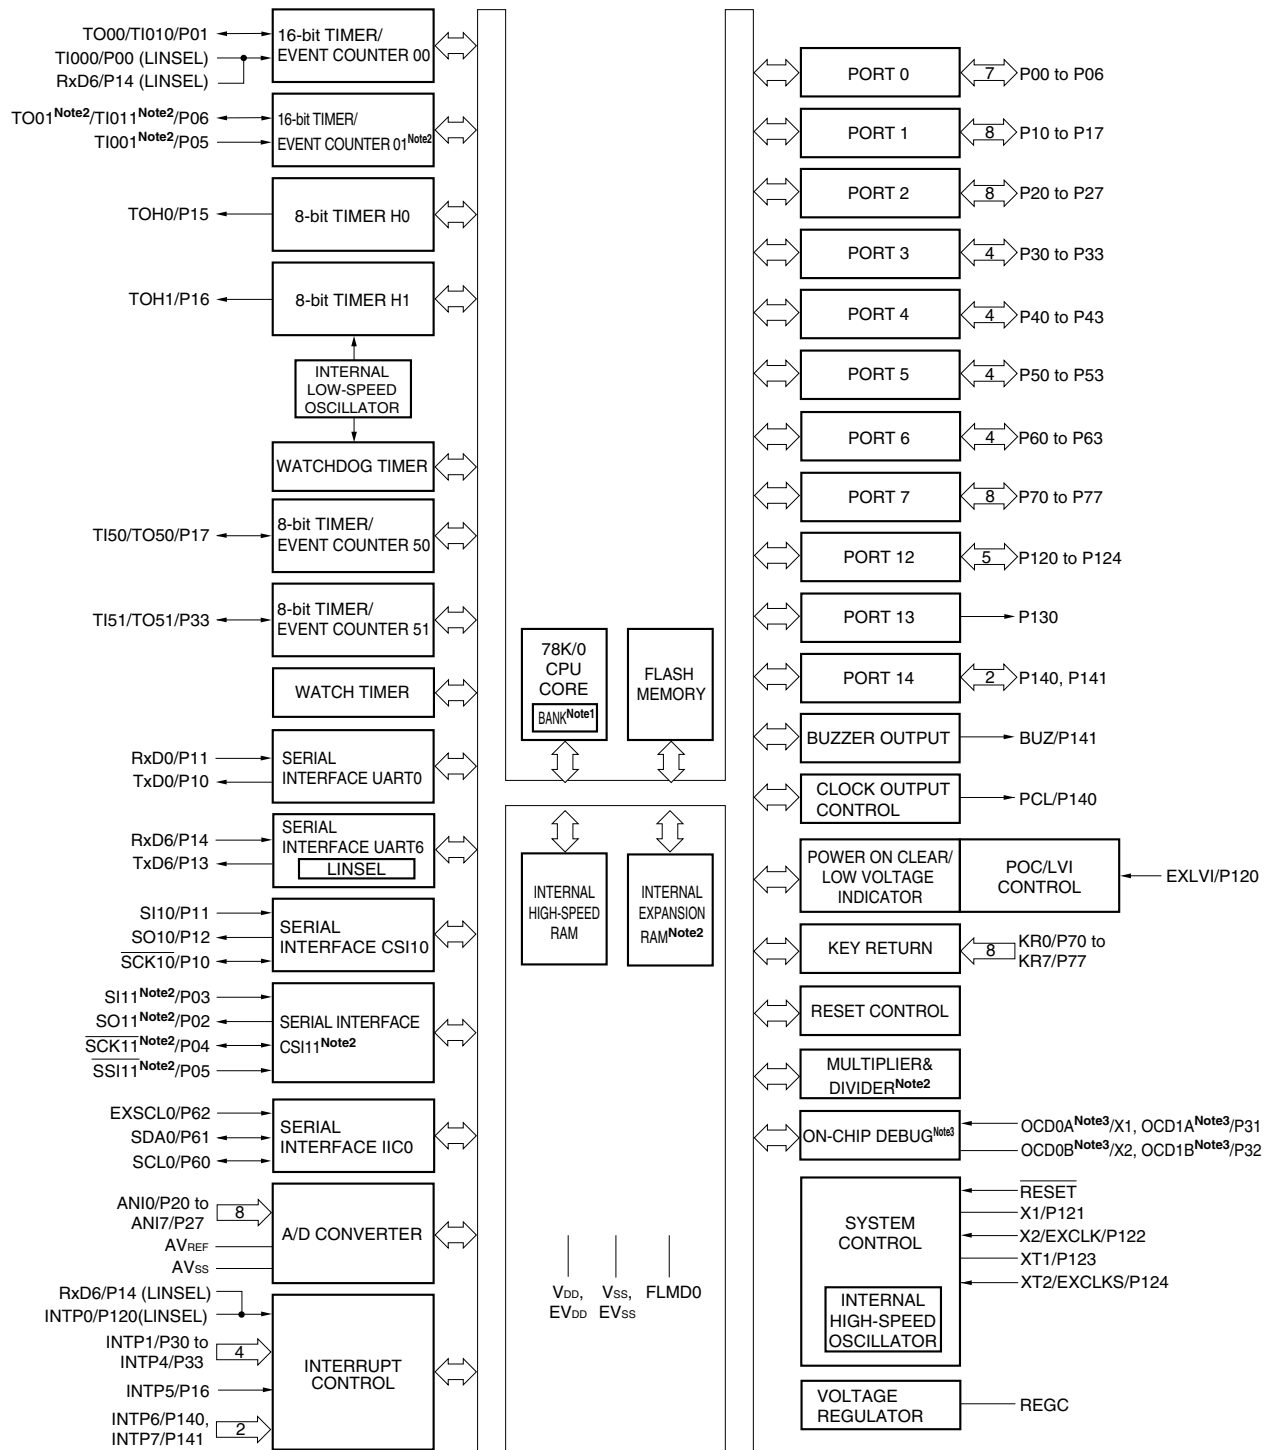 TO00/TI010/P01
TI000/P00 (LINSEL)
RxD6/P14 (LINSEL)
16-bit TIMER/
EVENT COUNTER 00
TO01Note2/TI011Note2/P06
TI001Note2/P05
16-bit TIMER/
EVENT COUNTER 01Note2
TOH0/P15
8-bit TIMER H0
TOH1/P16
8-bit TIMER H1
INTERNAL
LOW-SPEED
OSCILLATOR
WATCHDOG TIMER
TI50/TO50/P17
8-bit TIMER/
EVENT COUNTER 50
TI51/TO51/P33
8-bit TIMER/
EVENT COUNTER 51
WATCH TIMER
RxD0/P11
TxD0/P10
SERIAL
INTERFACE UART0
RxD6/P14
TxD6/P13
SERIAL
INTERFACE UART6
LINSEL
SI10/P11
SO10/P12
SCK10/P10
SERIAL
INTERFACE CSI10
SI11Note2/P03
SO11Note2/P02
SCK11Note2/P04
SSI11Note2/P05
SERIAL INTERFACE
CSI11Note2
EXSCL0/P62
SDA0/P61
SCL0/P60
SERIAL
INTERFACE IIC0
ANI0/P20 to
ANI7/P27
8
AVREF
AVSS
A/D CONVERTER
RxD6/P14 (LINSEL)
INTP0/P120(LINSEL)
INTP1/P30 to
INTP4/P33
4
INTP5/P16
INTP6/P140,
INTP7/P141
2
INTERRUPT
CONTROL
78K/0
CPU
CORE
BANKNote1
FLASH
MEMORY
INTERNAL
HIGH-SPEED
RAM
INTERNAL
EXPANSION
RAMNote2
VDD,
EVDD
VSS,
EVSS
FLMD0
PORT 0
7
P00 to P06
PORT 1
8
P10 to P17
PORT 2
8
P20 to P27
PORT 3
4
P30 to P33
PORT 4
4
P40 to P43
PORT 5
4
P50 to P53
PORT 6
4
P60 to P63
PORT 7
8
P70 to P77
PORT 12
5
P120 to P124
PORT 13
P130
PORT 14
2
P140, P141
BUZZER OUTPUT
BUZ/P141
CLOCK OUTPUT
CONTROL
PCL/P140
POWER ON CLEAR/
LOW VOLTAGE
INDICATOR
POC/LVI
CONTROL
EXLVI/P120
KEY RETURN
8
KR0/P70 to
KR7/P77
RESET CONTROL
MULTIPLIER&
DIVIDERNote2
ON-CHIP DEBUGNote3
OCD0ANote3/X1, OCD1ANote3/P31
OCD0BNote3/X2, OCD1BNote3/P32
SYSTEM
CONTROL
INTERNAL
HIGH-SPEED
OSCILLATOR
RESET
X1/P121
X2/EXCLK/P122
XT1/P123
XT2/EXCLKS/P124
VOLTAGE
REGULATOR
REGC